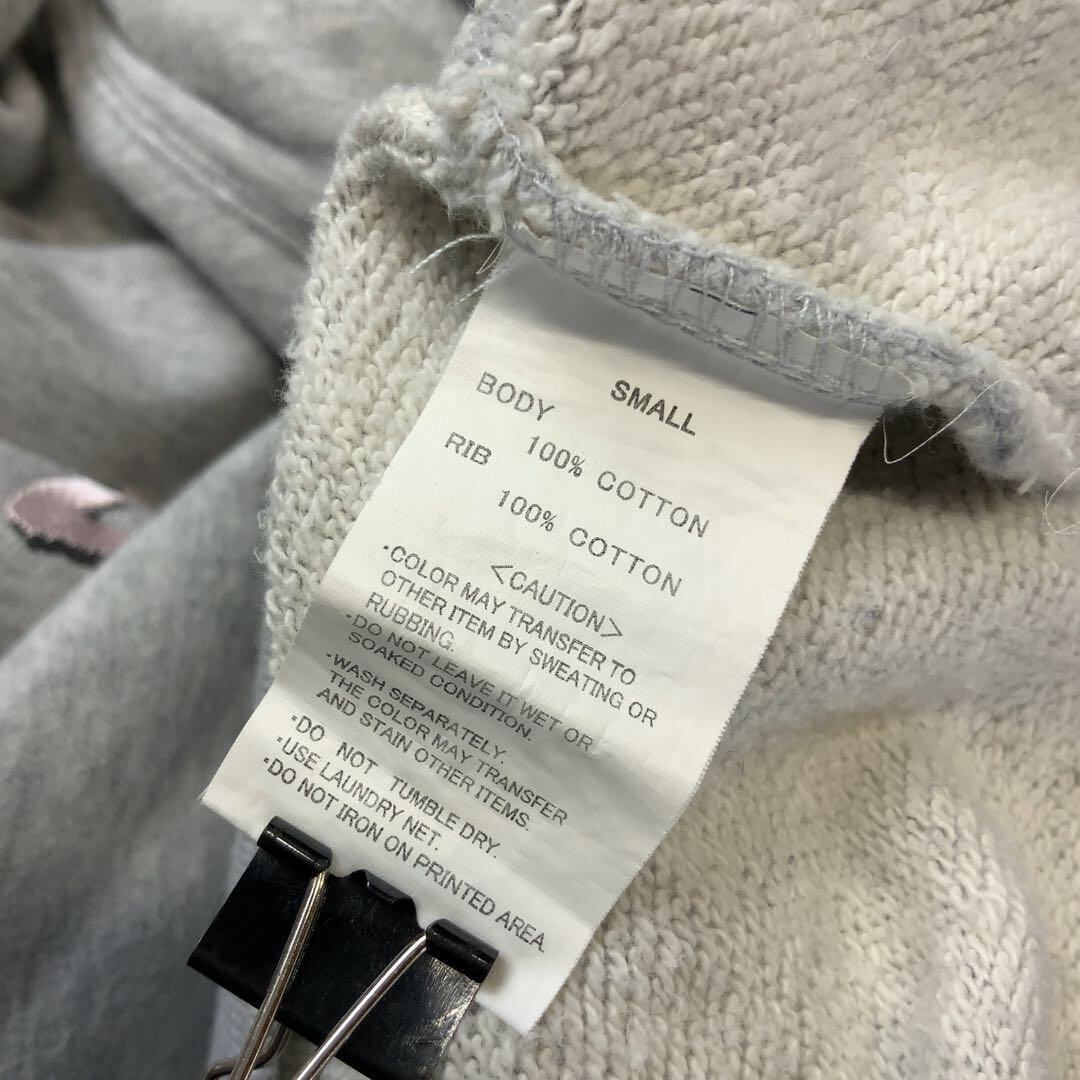 SMALL
BODY 100% COTTON
RIB 100% COTTON
<CAUTION>
・COLOR MAY TRANSFER TO
OTHER ITEM BY SWEATING OR
RUBBING.
・DO NOT LEAVE IT WET OR
SOAKED CONDITION.
・WASH SEPARATELY.
THE COLOR MAY TRANSFER
AND STAIN OTHER ITEMS.
・DO NOT TUMBLE DRY.
・USE LAUNDRY NET.
・DO NOT IRON ON PRINTED AREA.